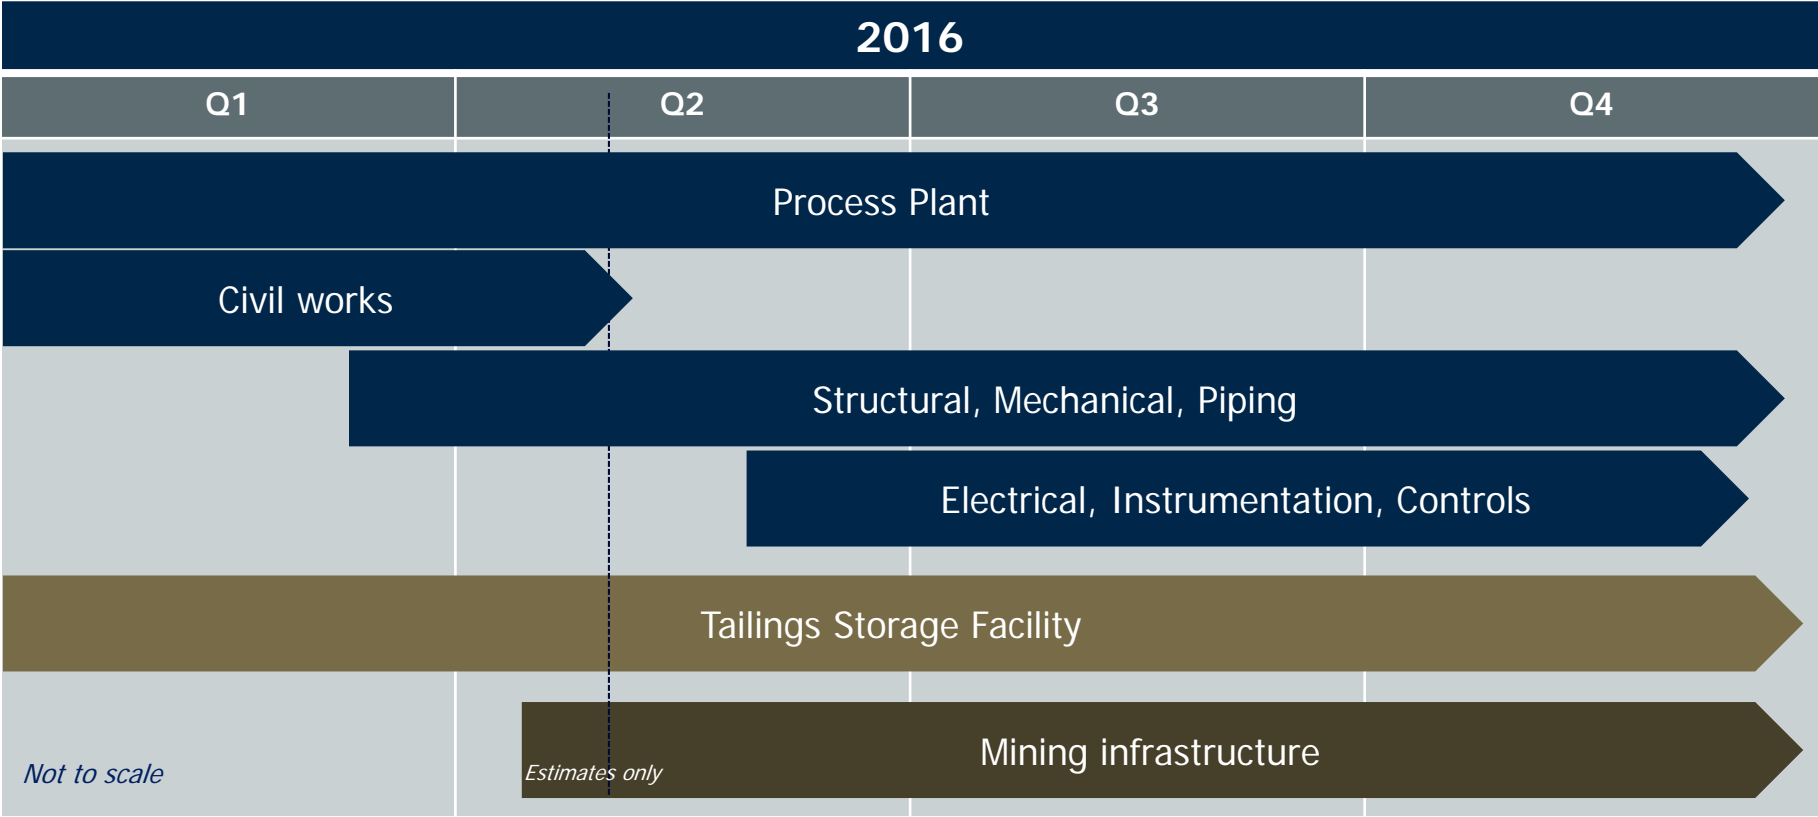 2016
Q1 Q2 Q3 Q4
Process Plant
Civil works
Structural, Mechanical, Piping
Electrical, Instrumentation, Controls
Tailings Storage Facility
Mining infrastructure
Not to scale
Estimates only